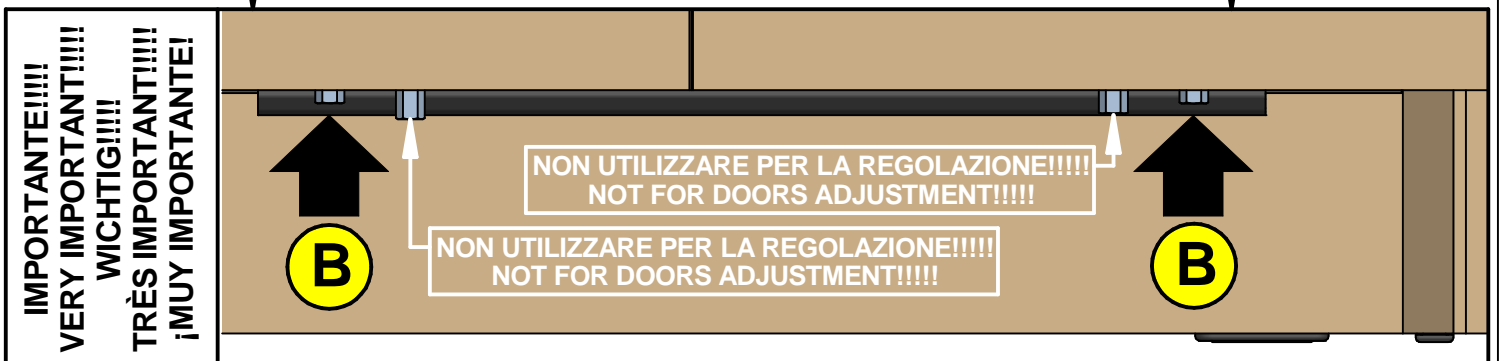 IMPORTANTE!!!!!
VERY IMPORTANT!!!!!
WICHTIG!!!!!
TRÈS IMPORTANT!!!!!
¡MUY IMPORTANTE!
NON UTILIZZARE PER LA REGOLAZIONE!!!!!
NOT FOR DOORS ADJUSTMENT!!!!!
NON UTILIZZARE PER LA REGOLAZIONE!!!!!
NOT FOR DOORS ADJUSTMENT!!!!!
B
B